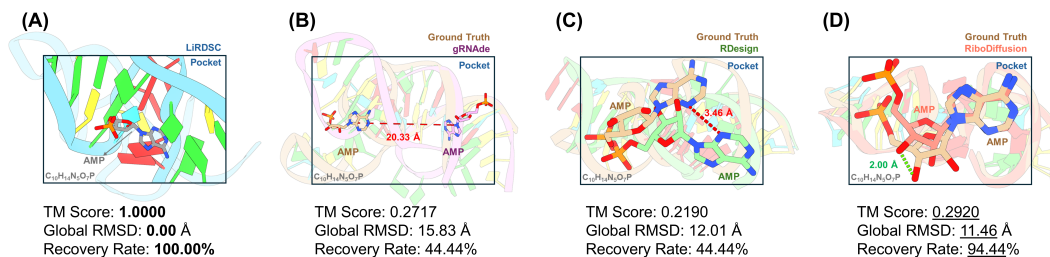 (A)
LiRDSC
Pocket
AMP
C10H14N5O7P
TM Score: 1.0000
Global RMSD: 0.00 Å
Recovery Rate: 100.00%
(B)
Ground Truth
gRNAde
Pocket
20.33 Å
AMP
AMP
C10H14N5O7P
TM Score: 0.2717
Global RMSD: 15.83 Å
Recovery Rate: 44.44%
(C)
Ground Truth
RDesign
Pocket
AMP
3.46 Å
AMP
C10H14N5O7P
TM Score: 0.2190
Global RMSD: 12.01 Å
Recovery Rate: 44.44%
(D)
Ground Truth
RiboDiffusion
Pocket
AMP
AMP
2.00 Å
C10H14N5O7P
TM Score: 0.2920
Global RMSD: 11.46 Å
Recovery Rate: 94.44%